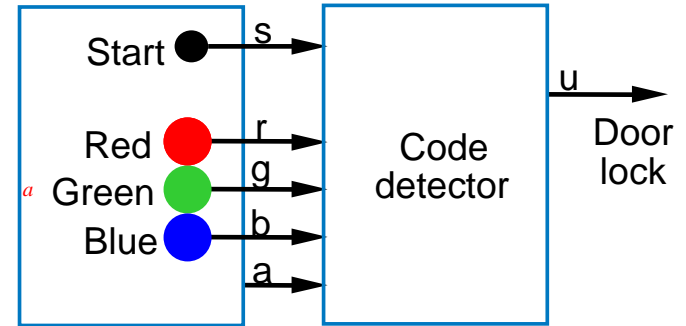 Start
s
u
Red
r
Door
lock
Code
detector
a
Green
g
Blue
b
a